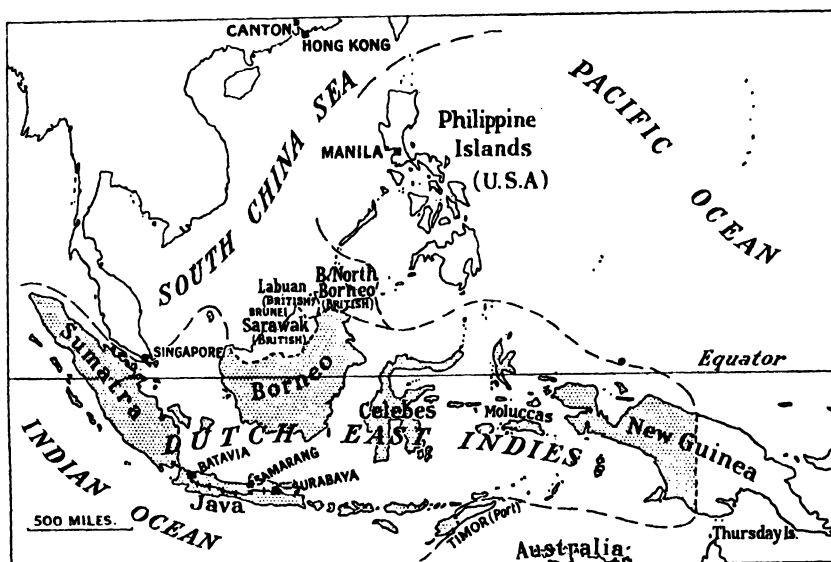 CANTON
HONG KONG
PACIFIC OCEAN
SOUTH CHINA SEA
Philippine
Islands
(U.S.A)
MANILA
B.North
Borneo
(BRITISH)
Labuan
(BRITISH)
BRUNEI
Sarawak
(BRITISH)
SINGAPORE
Sumatra
Borneo
Equator
Celebes
Moluccas
New Guinea
DUTCH EAST INDIES
INDIAN OCEAN
BATAVIA
SAMARANG
SURABAYA
Java
500 MILES.
TIMOR (Port)
Thursday Is.
Australia